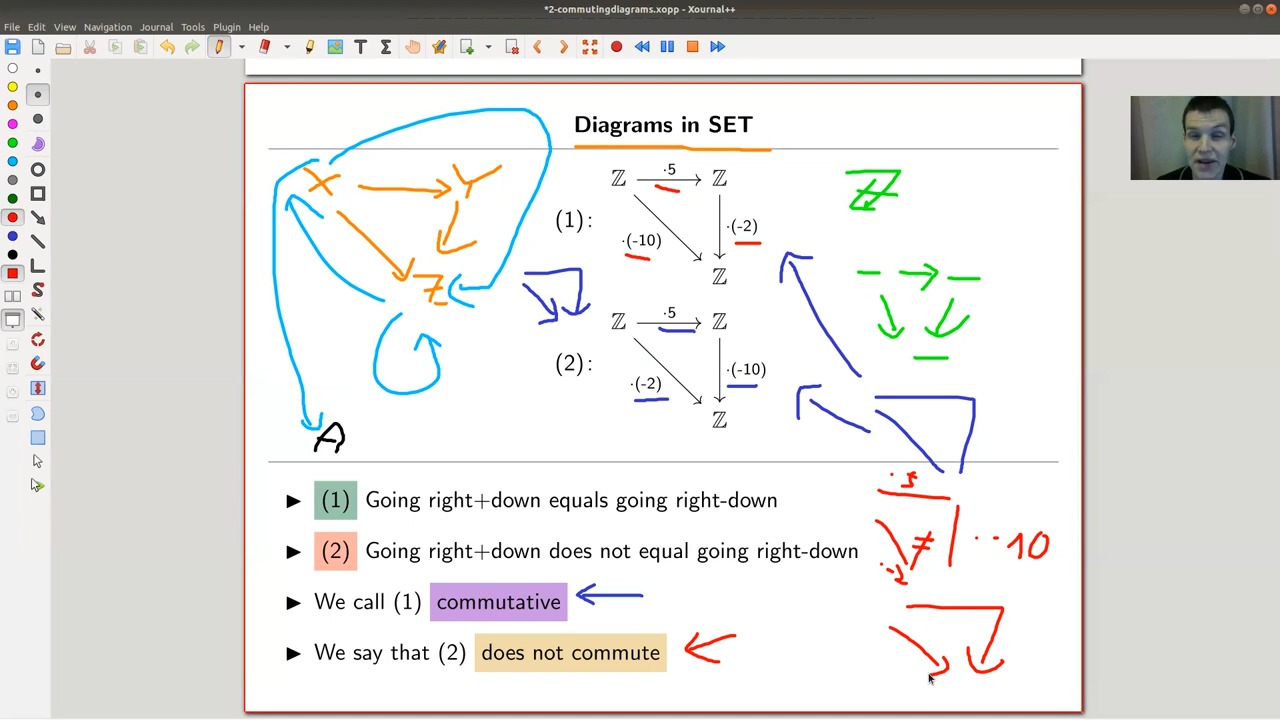 *2-commutingdiagrams.xopp - Xournal++
File Edit View Navigation Journal Tools Plugin Help
Diagrams in SET
X Y
Z
A
(1):
ℤ ·5 ℤ
·(-10) ·(-2)
ℤ
(2):
ℤ ·5 ℤ
·(-2) ·(-10)
ℤ
▶ (1) Going right+down equals going right-down
▶ (2) Going right+down does not equal going right-down
▶ We call (1) commutative
▶ We say that (2) does not commute
·5
≠ ·-10
·-2